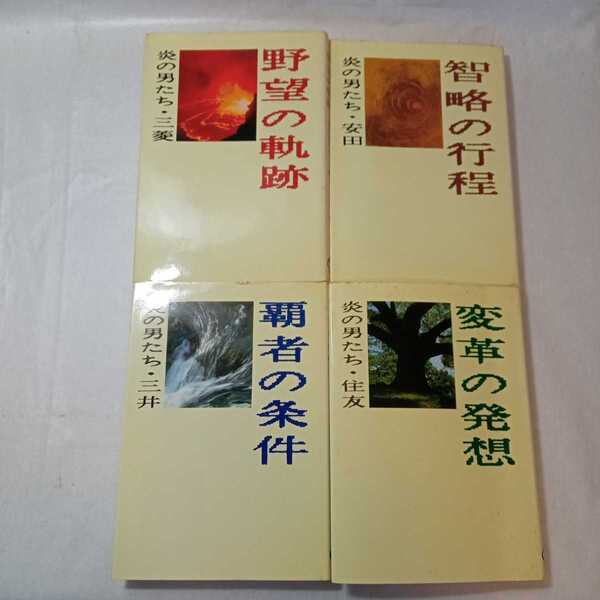 野望の軌跡
炎の男たち・三菱
智略の行程
炎の男たち・安田
覇者の条件
炎の男たち・三井
変革の発想
炎の男たち・住友